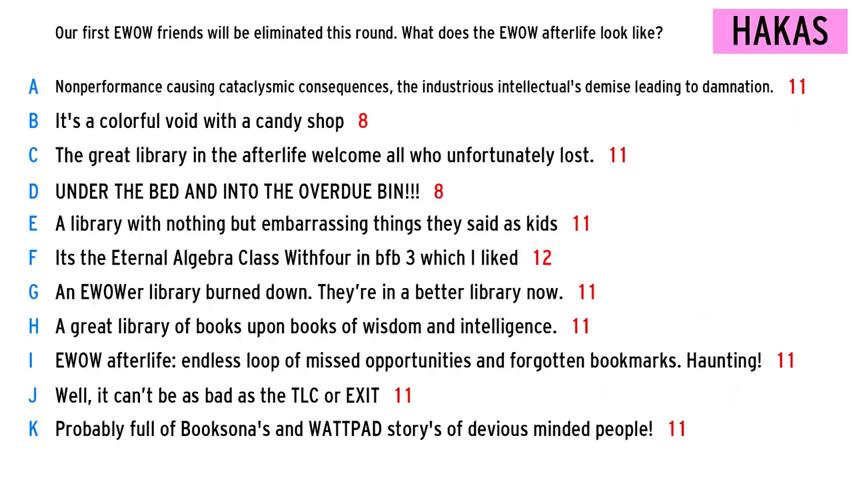 Our first EWOW friends will be eliminated this round. What does the EWOW afterlife look like?
HAKAS
A Nonperformance causing cataclysmic consequences, the industrious intellectual's demise leading to damnation. 11
B It's a colorful void with a candy shop 8
C The great library in the afterlife welcome all who unfortunately lost. 11
D UNDER THE BED AND INTO THE OVERDUE BIN!!! 8
E A library with nothing but embarrassing things they said as kids 11
F Its the Eternal Algebra Class Withfour in bfb 3 which I liked 12
G An EWOWer library burned down. They're in a better library now. 11
H A great library of books upon books of wisdom and intelligence. 11
I EWOW afterlife: endless loop of missed opportunities and forgotten bookmarks. Haunting! 11
J Well, it can't be as bad as the TLC or EXIT 11
K Probably full of Booksona's and WATTPAD story's of devious minded people! 11